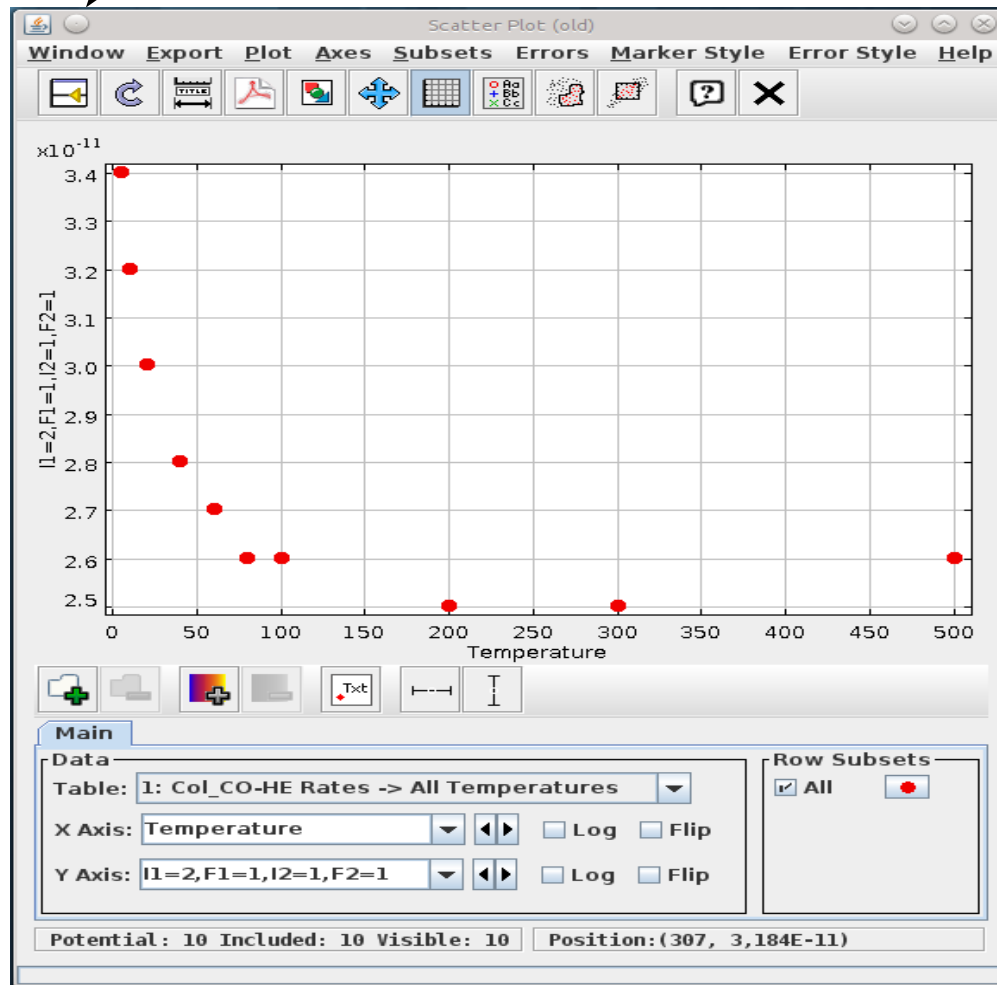 Scatter Plot (old)
Window Export Plot Axes Subsets Errors Marker Style Error Style Help
TITLE
Aa
Bb
Cc
?
x10-11
3.4
3.3
3.2
3.1
3.0
2.9
2.8
2.7
2.6
2.5
I1=2,F1=1,I2=1,F2=1
0 50 100 150 200 250 300 350 400 450 500
Temperature
Txt
Main
Data
Table: 1: Col_CO-HE Rates -> All Temperatures
X Axis: Temperature Log Flip
Y Axis: I1=2,F1=1,I2=1,F2=1 Log Flip
Row Subsets
All
Potential: 10 Included: 10 Visible: 10 Position:(307, 3,184E-11)